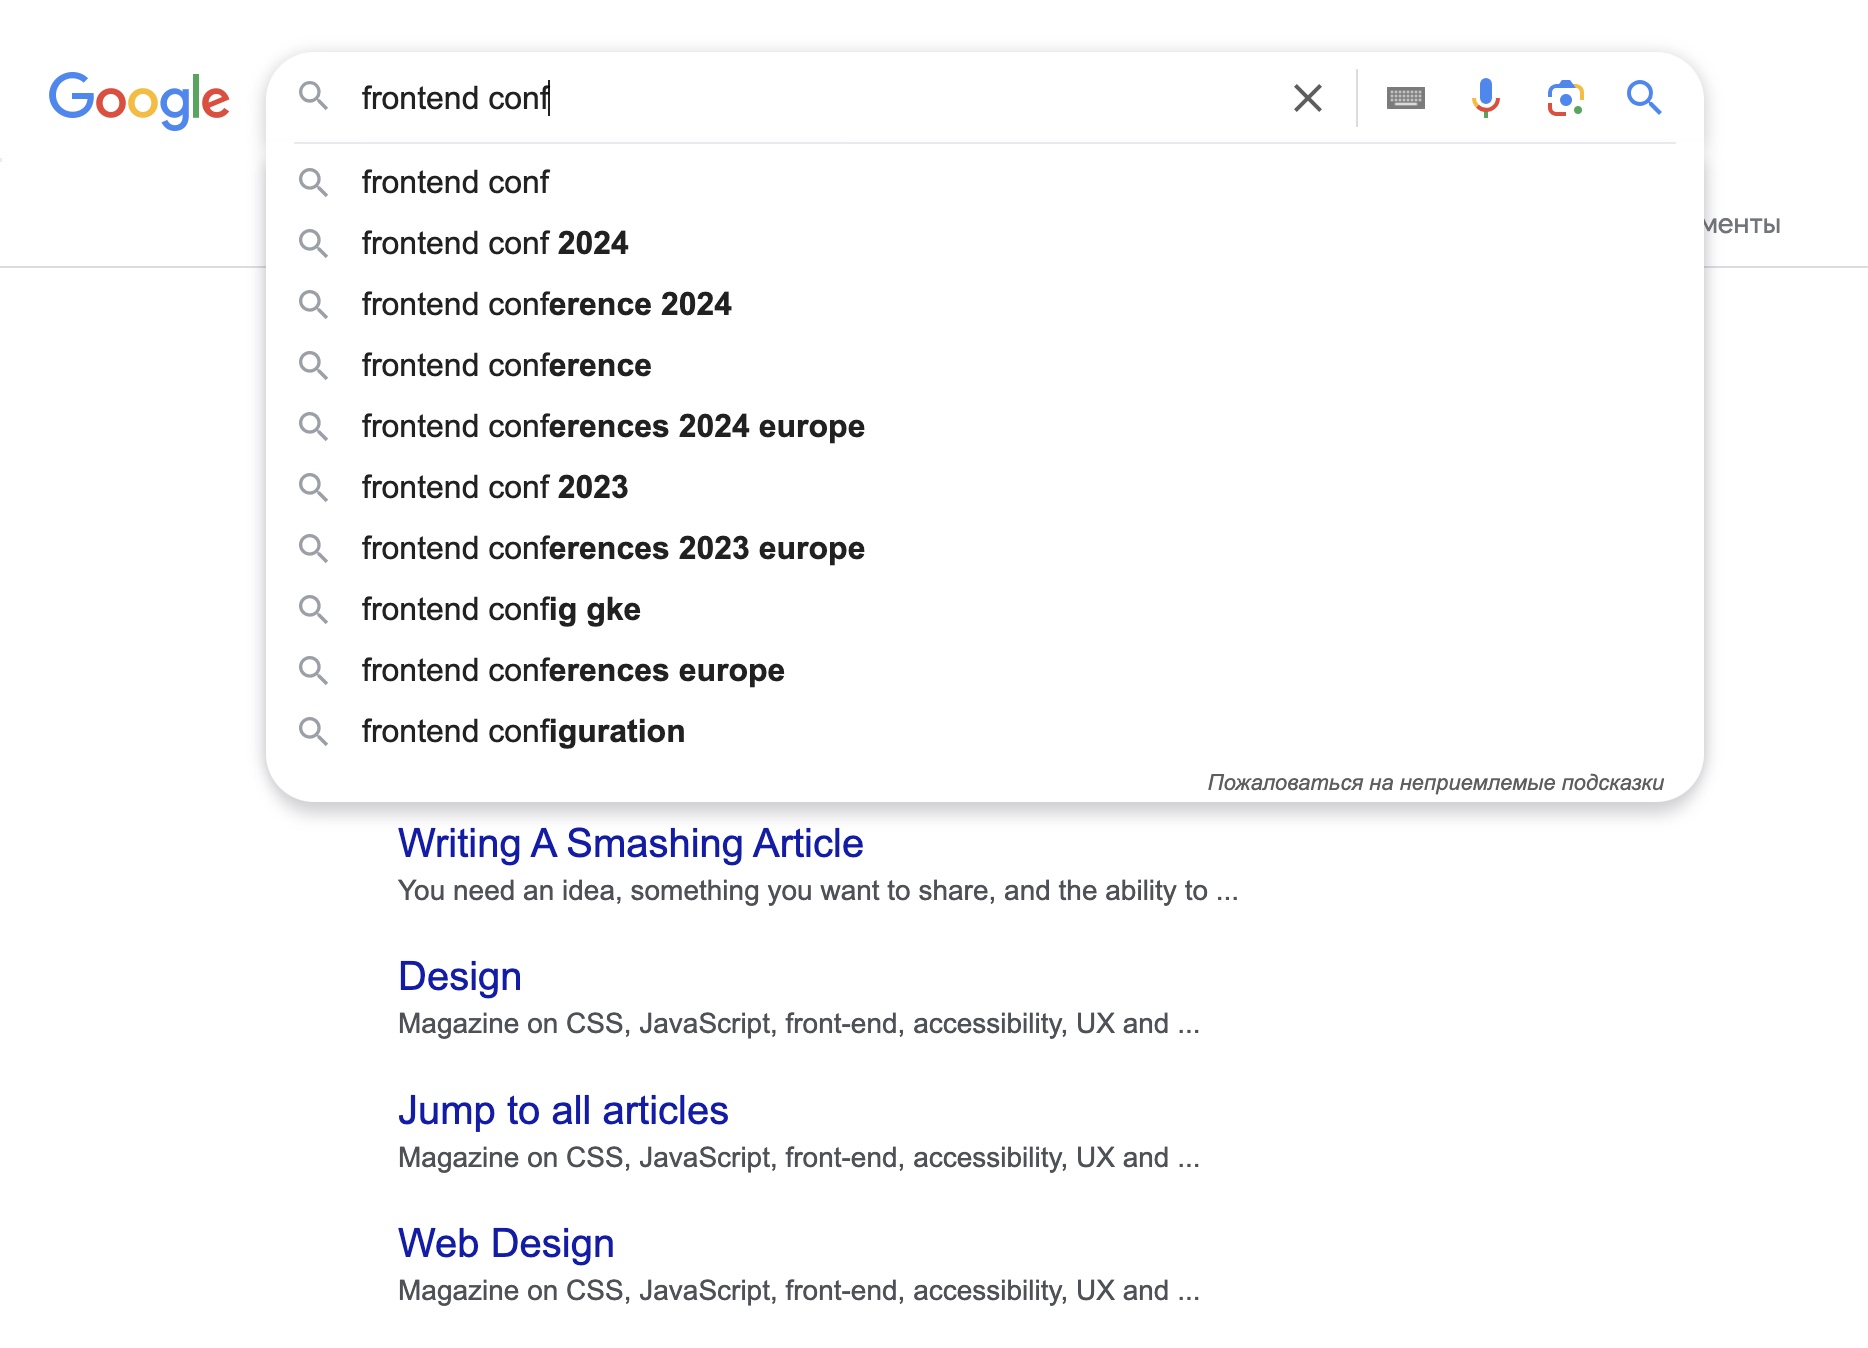 Google
frontend conf
frontend conf
frontend conf 2024
frontend conference 2024
frontend conference
frontend conferences 2024 europe
frontend conf 2023
frontend conferences 2023 europe
frontend config gke
frontend conferences europe
frontend configuration
Пожаловаться на неприемлемые подсказки
менты
Writing A Smashing Article
You need an idea, something you want to share, and the ability to ...
Design
Magazine on CSS, JavaScript, front-end, accessibility, UX and ...
Jump to all articles
Magazine on CSS, JavaScript, front-end, accessibility, UX and ...
Web Design
Magazine on CSS, JavaScript, front-end, accessibility, UX and ...